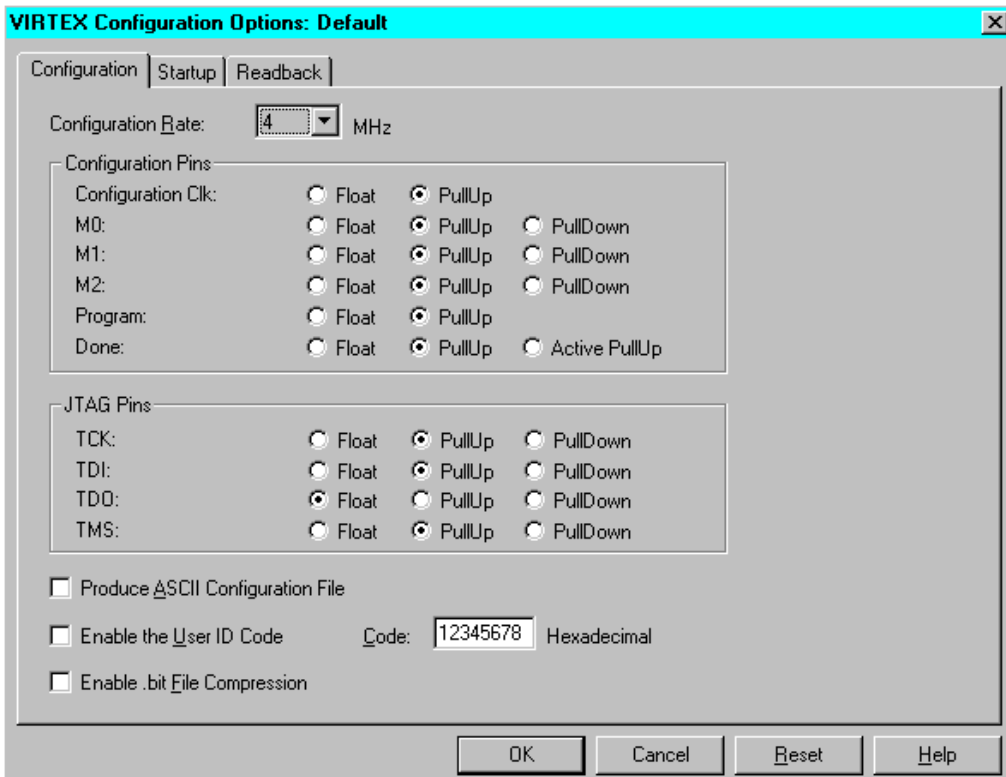 VIRTEX Configuration Options: Default
Configuration Startup Readback
Configuration Rate: 4 MHz
Configuration Pins
Configuration Clk: Float PullUp
M0: Float PullUp PullDown
M1: Float PullUp PullDown
M2: Float PullUp PullDown
Program: Float PullUp
Done: Float PullUp Active PullUp
JTAG Pins
TCK: Float PullUp PullDown
TDI: Float PullUp PullDown
TDO: Float PullUp PullDown
TMS: Float PullUp PullDown
Produce ASCII Configuration File
Enable the User ID Code Code: 12345678 Hexadecimal
Enable .bit File Compression
OK Cancel Reset Help